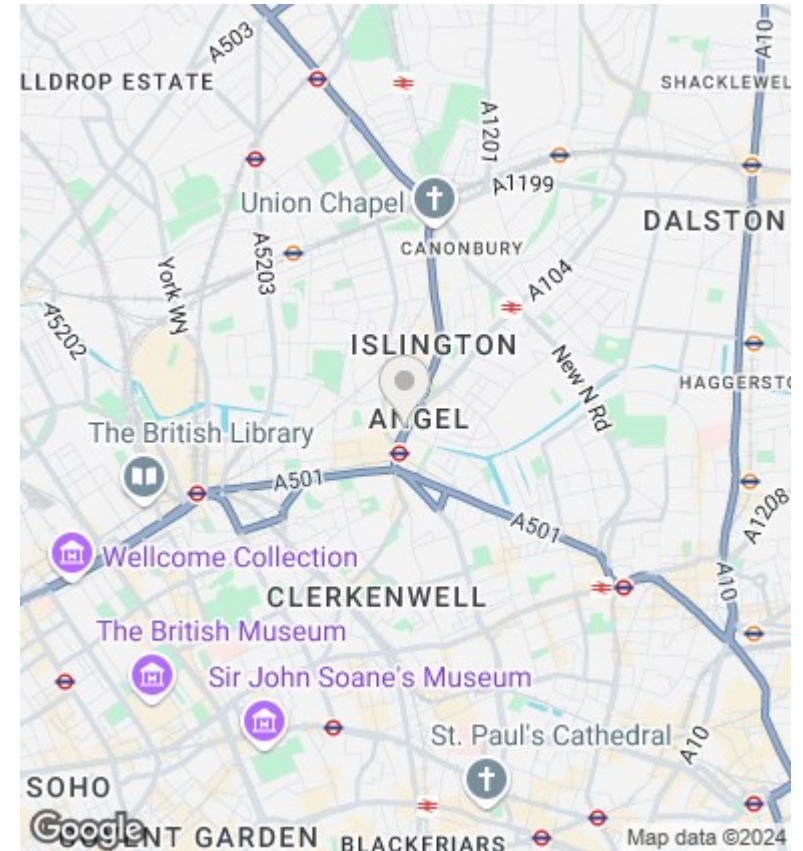 A503
A10
LLDROP ESTATE
SHACKLEWEL
A1201
A1199
Union Chapel
DALSTON
A5203
CANONBURY
York WY
A104
A5202
ISLINGTON
New N Rd
HAGGERSTO
ANGEL
The British Library
A501
A1208
A501
Wellcome Collection
A10
CLERKENWELL
The British Museum
Sir John Soane's Museum
St. Paul's Cathedral
A10
SOHO
Google
ENT GARDEN
BLACKFRIARS
Map data ©2024